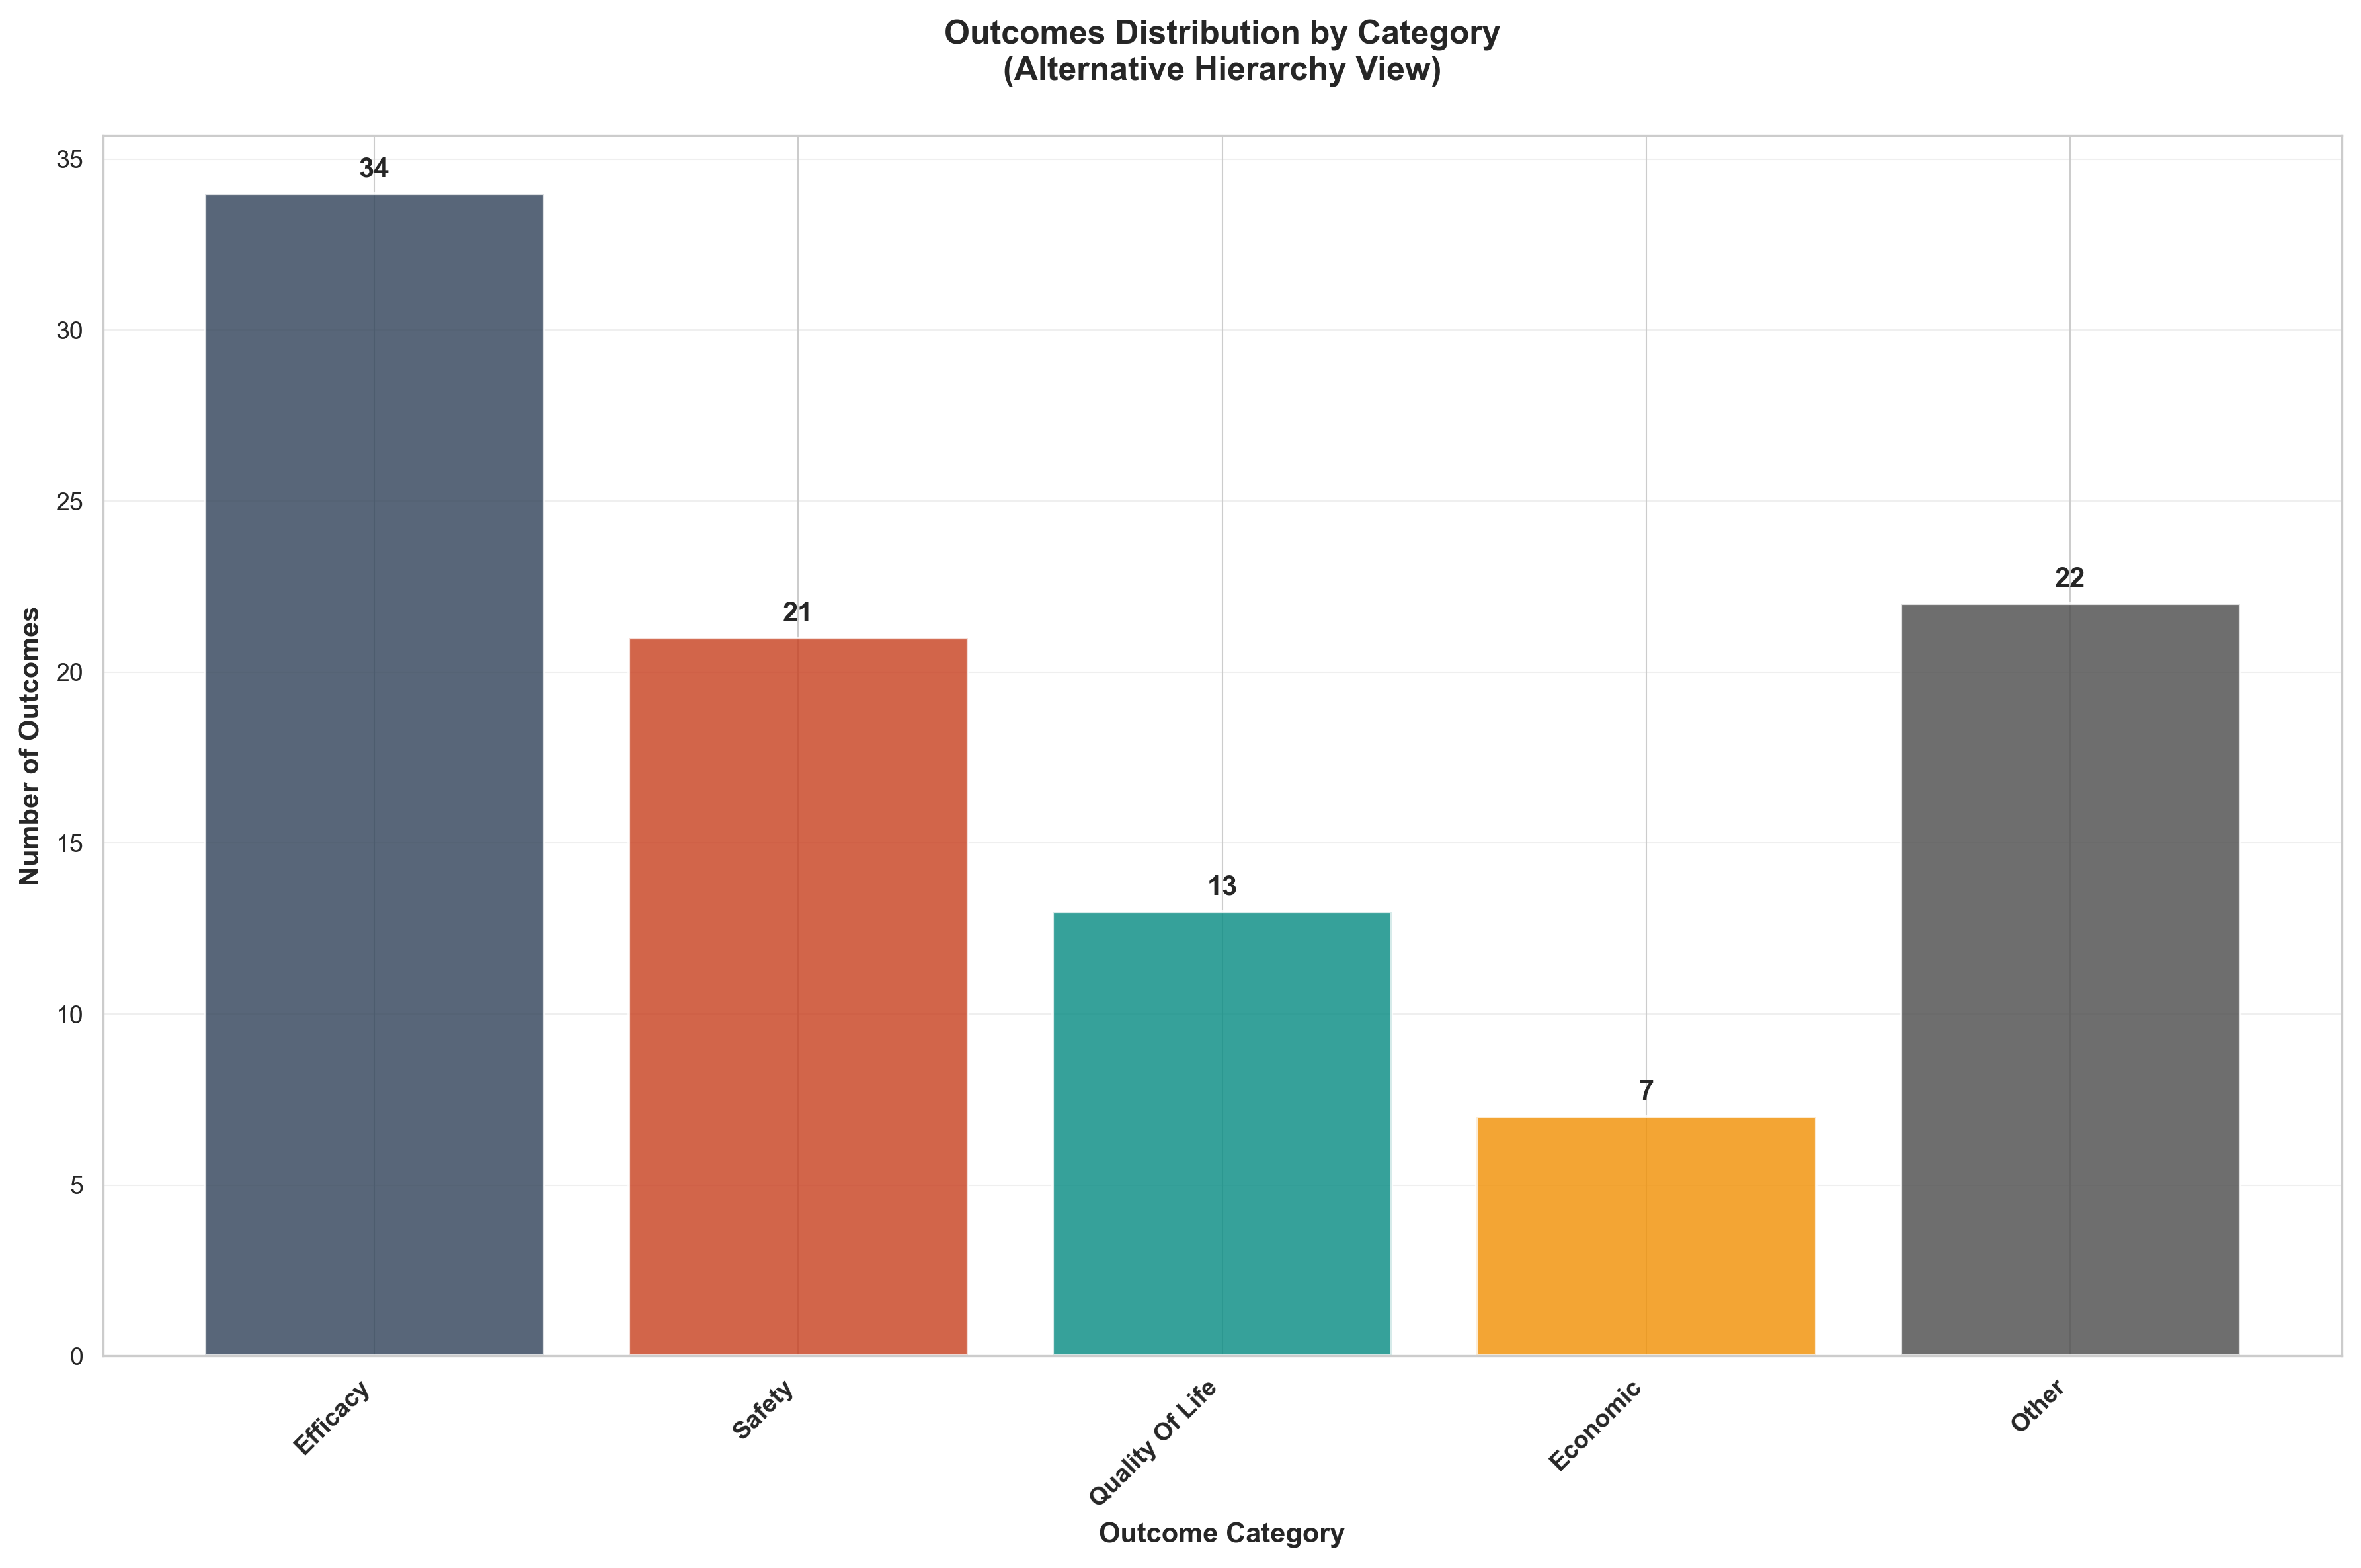 Outcomes Distribution by Category
(Alternative Hierarchy View)
Number of Outcomes
35
30
25
20
15
10
5
0
34
21
13
7
22
Efficacy
Safety
Quality Of Life
Economic
Other
Outcome Category